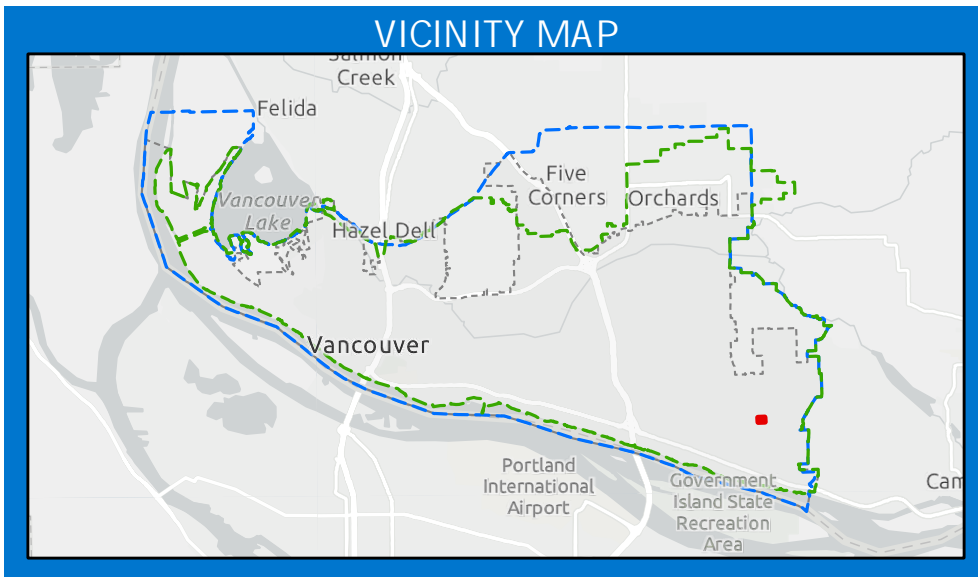 VICINITY MAP
Salmon
Creek
Felida
Vancouver
Lake
Hazel Dell
Five
Corners
Orchards
Vancouver
Portland
International
Airport
Government
Island State
Recreation
Area
Cam